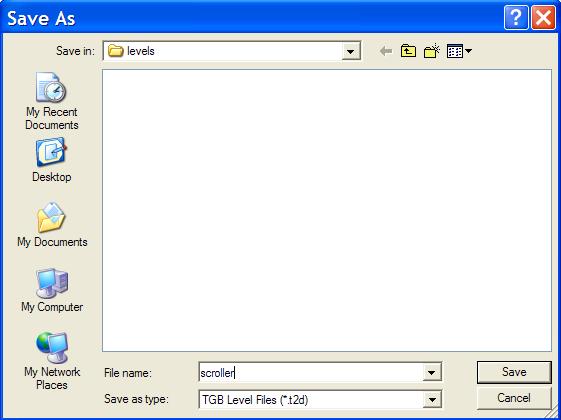 Save As
?
Save in: levels
My Recent
Documents
Desktop
My Documents
My Computer
My Network
Places
File name: scroller
Save
Save as type: TGB Level Files (*.t2d)
Cancel